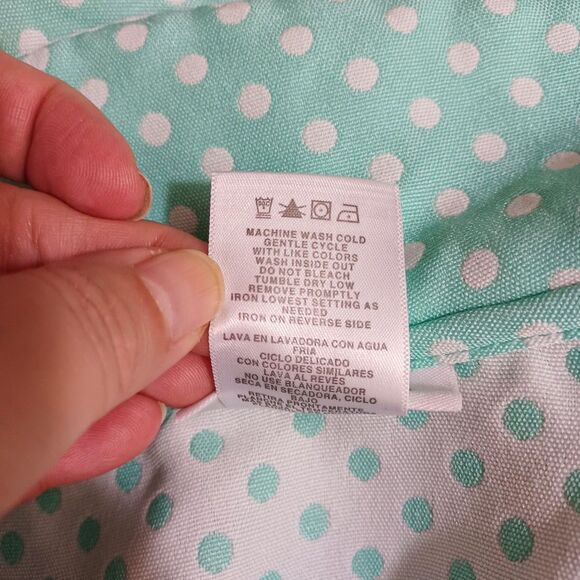 MACHINE WASH COLD
GENTLE CYCLE
WITH LIKE COLORS
WASH INSIDE OUT
DO NOT BLEACH
TUMBLE DRY LOW
REMOVE PROMPTLY
IRON LOWEST SETTING AS
NEEDED
IRON ON REVERSE SIDE
LAVA EN LAVADORA CON AGUA
FRIA
CICLO DELICADO
CON COLORES SIMILARES
LAVA AL REVÉS
NO USE BLANQUEADOR
SECA EN SECADORA, CICLO
BAJO
RETIRA PRONTAMENTE